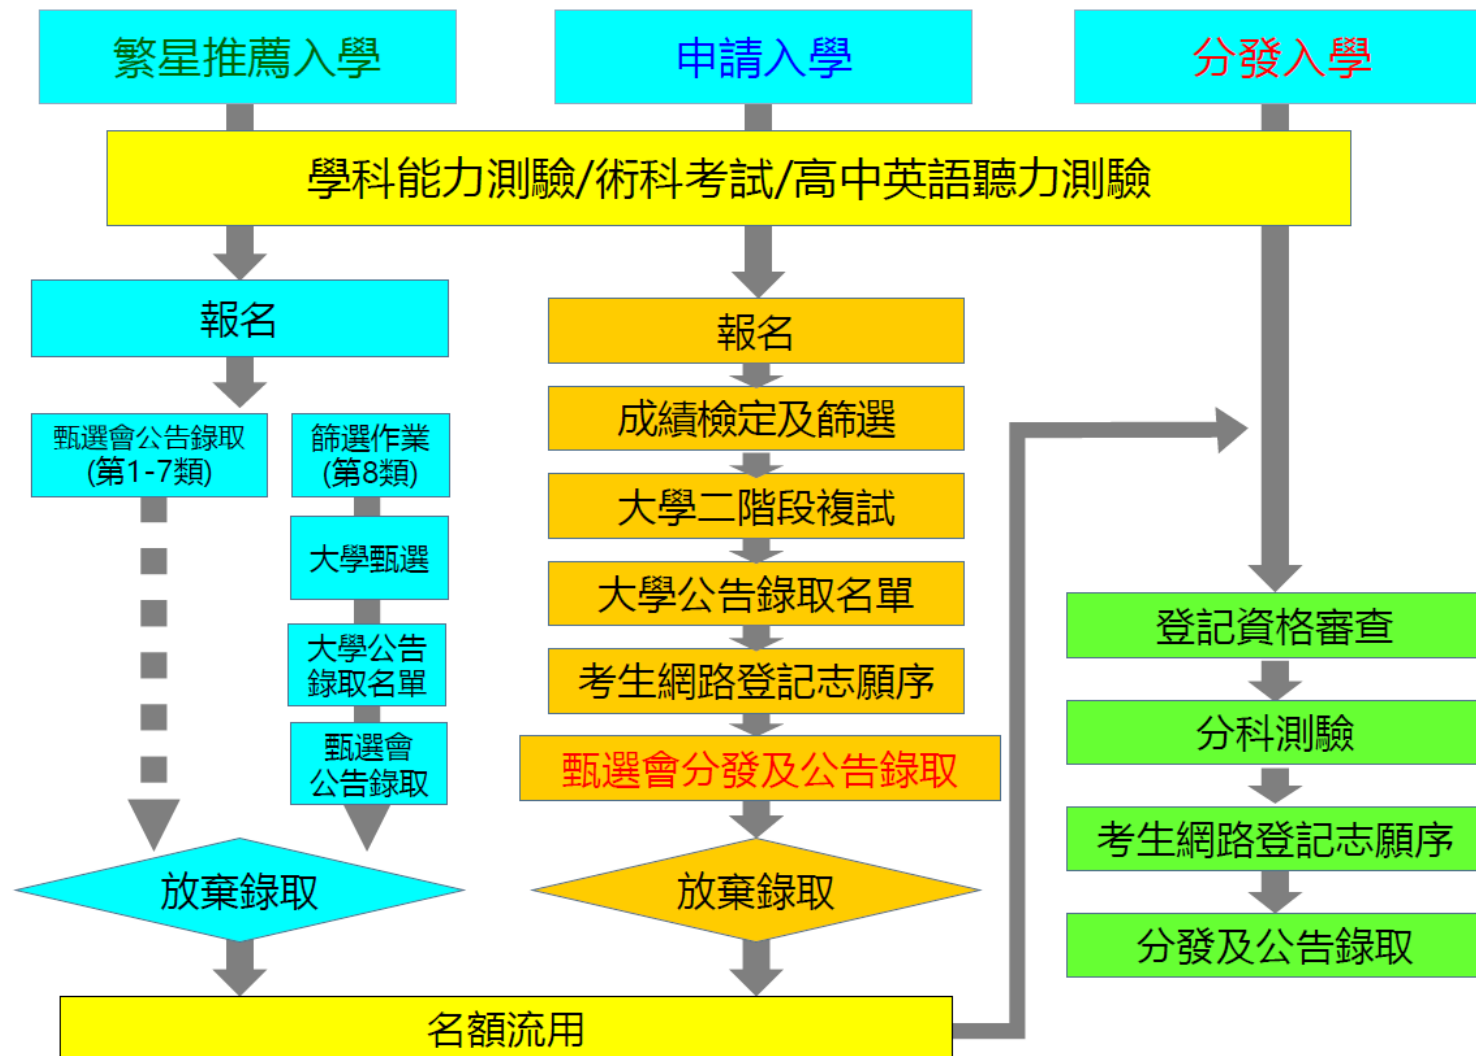 繁星推薦入學
申請入學
分發入學
學科能力測驗/術科考試/高中英語聽力測驗
報名
甄選會公告錄取
(第1-7類)
篩選作業
(第8類)
大學甄選
大學公告
錄取名單
甄選會
公告錄取
放棄錄取
報名
成績檢定及篩選
大學二階段複試
大學公告錄取名單
考生網路登記志願序
甄選會分發及公告錄取
放棄錄取
名額流用
登記資格審查
分科測驗
考生網路登記志願序
分發及公告錄取